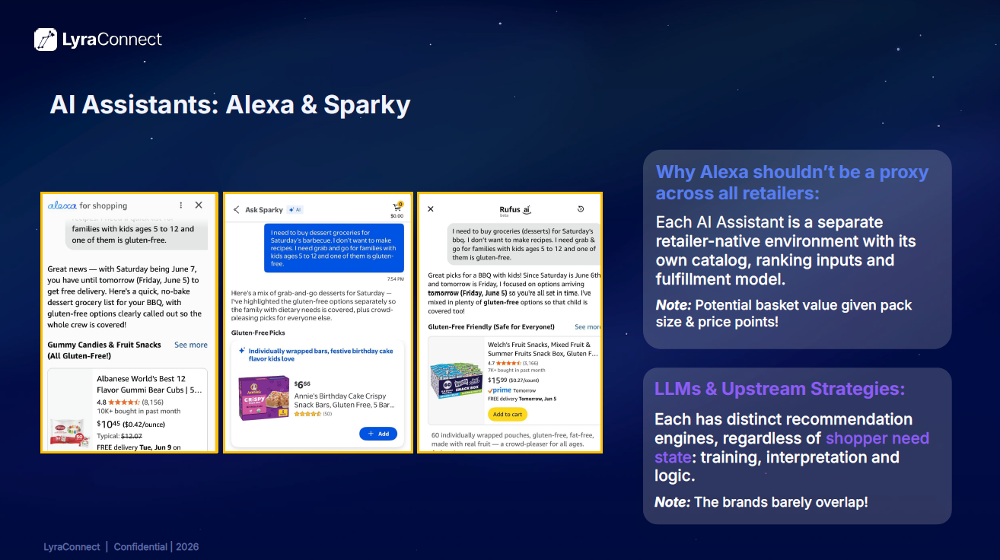 LyraConnect
AI Assistants: Alexa & Sparky
alexa for shopping
families with kids ages 5 to 12 and
one of them is gluten-free.
Great news — with Saturday being June 7,
you have until tomorrow (Friday, June 5) to
get free delivery. Here's a quick, no-bake
dessert grocery list for your BBQ, with
gluten-free options clearly called out so the
whole crew is covered!
Gummy Candies & Fruit Snacks See more
(All Gluten-Free!)
Albanese World's Best 12
Flavor Gummi Bear Cubs | 5...
4.8 (8,156)
10K+ bought in past month
$10⁴⁵ ($0.42/ounce)
Typical: $12.07
FREE delivery Tue, Jun 9 on
Ask Sparky AI
0
$0.00
I need to buy dessert groceries for
Saturday's barbecue. I don't want to make
recipes. I need grab and go for families with
kids ages 5 to 12 and one of them is gluten-
free.
7:54 PM
Here's a mix of grab-and-go desserts for Saturday —
I've highlighted the gluten-free options separately so
the family with dietary needs is covered, plus crowd-
pleasing picks for everyone else.
Gluten-Free Picks
Individually wrapped bars, festive birthday cake
flavor kids love
Annie's
CRISPY
$6⁶⁶
Annie's Birthday Cake Crispy
Snack Bars, Gluten Free, 5 Bar...
(50)
+ Add
Rufus ai
beta
I need to buy groceries (desserts) for Saturday's
bbq. I don't want to make recipes. I need grab &
go for families with kids ages 5 to 12 and one of
them is gluten-free.
Great picks for a BBQ with kids! Since Saturday is June 6th
and tomorrow is Friday, I focused on options arriving
tomorrow (Friday, June 5) so you're all set in time. I've
mixed in plenty of gluten-free options so that child is
covered too!
Gluten-Free Friendly (Safe for Everyone!) See more
SNACK BOX
Welch's Fruit Snacks, Mixed Fruit &
Summer Fruits Snack Box, Gluten F...
4.7 (3,166)
7K+ bought in past month
$15⁹⁹ ($0.27/count)
prime Tomorrow
FREE delivery Tomorrow, Jun 5
Add to cart
60 individually wrapped pouches, gluten-free, fat-free,
made with real fruit — a crowd-pleaser for all ages.
Why Alexa shouldn't be a proxy
across all retailers:
Each AI Assistant is a separate
retailer-native environment with its
own catalog, ranking inputs and
fulfillment model.
Note: Potential basket value given pack
size & price points!
LLMs & Upstream Strategies:
Each has distinct recommendation
engines, regardless of shopper need
state: training, interpretation and
logic.
Note: The brands barely overlap!
LyraConnect | Confidential | 2026